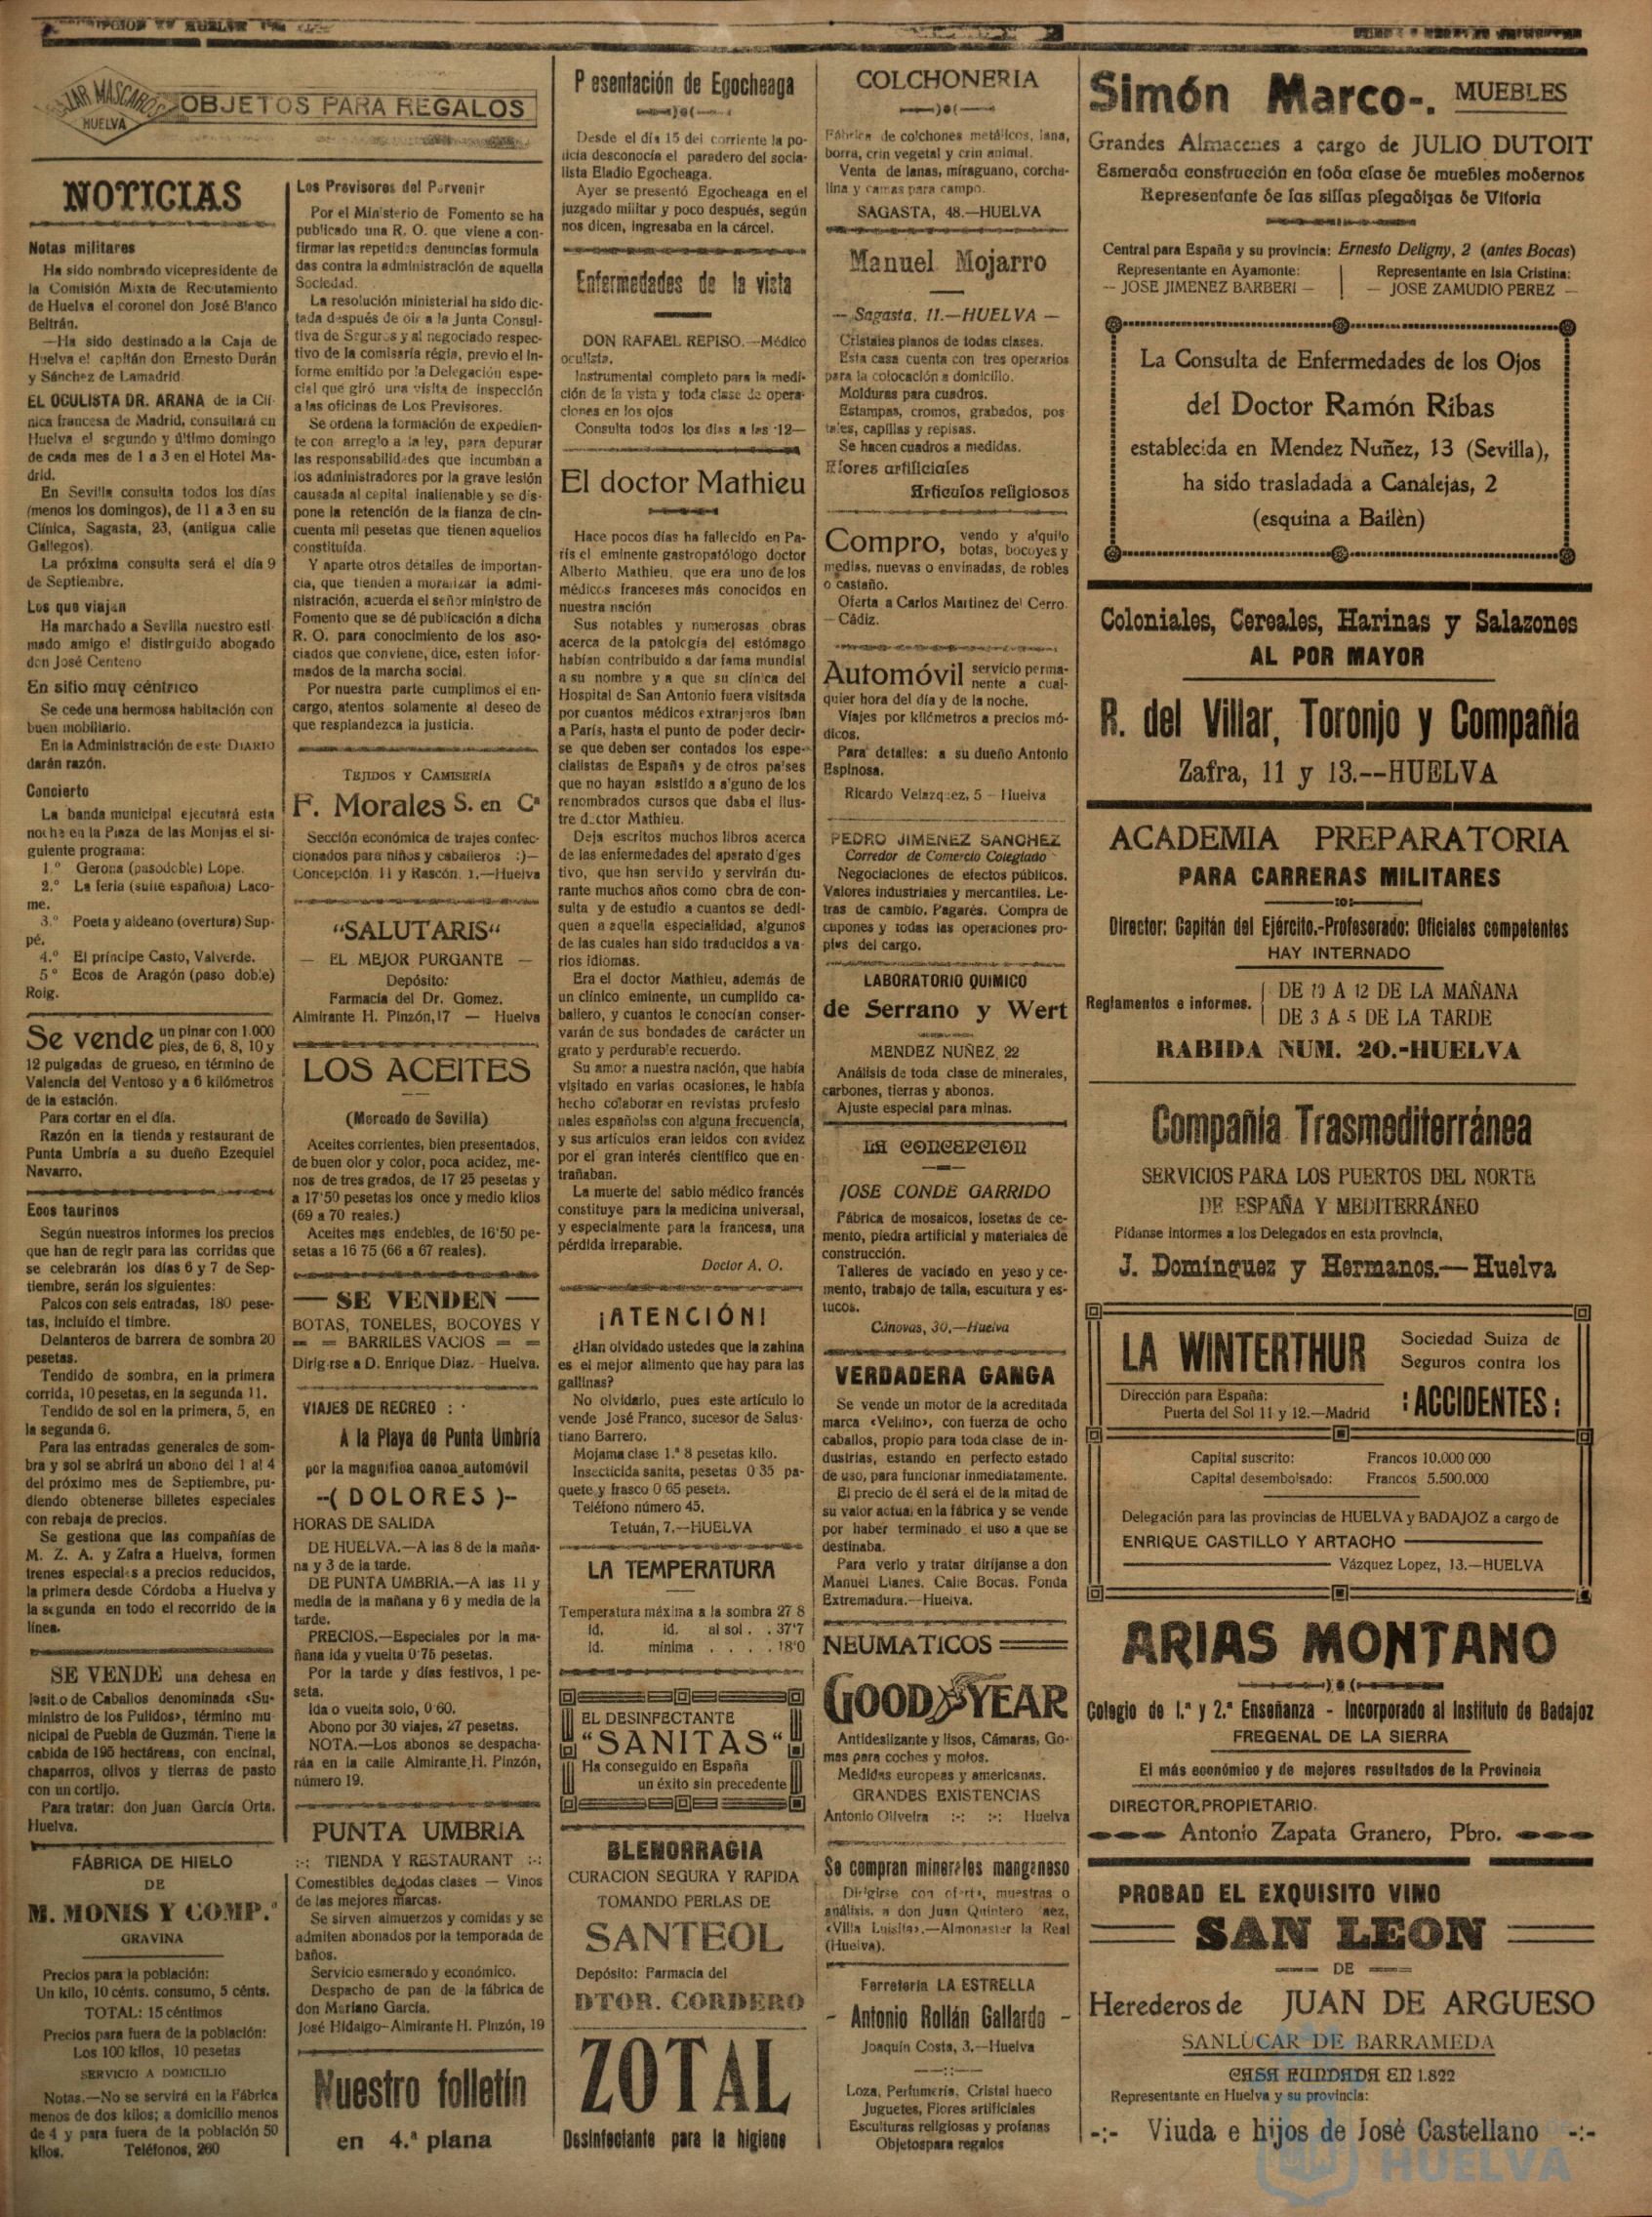 OBJETOS PARA REGALOS
HUELVA
NOTICIAS
Notas militares
Ha sido nombrado vicepresidente de
la Comisión Mixta de Reclutamiento
de Huelva el coronel don José Blanco
Beltrán.
—Ha sido destinado a la Caja de
Huelva el capitán don Ernesto Durán
y Sánchez de Lamadrid
EL OCULISTA DR. ARANA de la Clí-
nica francesa de Madrid, consultará en
Huelva el segundo y último domingo
de cada mes de 1 a 3 en el Hotel Ma-
drid.
En Sevilla consulta todos los días
(menos los domingos), de 11 a 3 en su
Clínica, Sagasta, 23, (antigua calle
Gallegos).
La próxima consulta será el día 9
de Septiembre.
Los que viajan
Ha marchado a Sevilla nuestro esti
mado amigo el distinguido abogado
don José Centeno
En sitio muy céntrico
Se cede una hermosa habitación con
buen mobiliario.
En la Administración de este DIARIO
darán razón.
Concierto
La banda municipal ejecutará esta
noche en la Plaza de las Monjas el si-
guiente programa:
1.º Gerona (pasodoble) Lope.
2.º La feria (suite española) Laco-
me.
3.º Poeta y aldeano (overtura) Sup-
pé.
4.º El príncipe Casto, Valverde.
5º Ecos de Aragón (paso doble)
Roig.
Se vende un pinar con 1.000
pies, de 6, 8, 10 y
12 pulgadas de grueso, en término de
Valencia del Ventoso y a 6 kilómetros
de la estación.
Para cortar en el día.
Razón en la tienda y restaurant de
Punta Umbría a su dueño Ezequiel
Navarro.
Ecos taurinos
Según nuestros informes los precios
que han de regir para las corridas que
se celebrarán los días 6 y 7 de Sep-
tiembre, serán los siguientes:
Palcos con seis entradas, 180 pese-
tas, incluído el timbre.
Delanteros de barrera de sombra 20
pesetas.
Tendido de sombra, en la primera
corrida, 10 pesetas, en la segunda 11.
Tendido de sol en la primera, 5, en
la segunda 6.
Para las entradas generales de som-
bra y sol se abrirá un abono del 1 al 4
del próximo mes de Septiembre, pu-
diendo obtenerse billetes especiales
con rebaja de precios.
Se gestiona que las compañías de
M. Z. A. y Zafra a Huelva, formen
trenes especiales a precios reducidos,
la primera desde Córdoba a Huelva y
la segunda en todo el recorrido de la
línea.
SE VENDE una dehesa en
Jasito de Caballos denominada «Su-
ministro de los Pulidos», término mu
nicipal de Puebla de Guzmán. Tiene la
cabida de 195 hectáreas, con encinal,
chaparros, olivos y tierras de pasto
con un cortijo.
Para tratar: don Juan García Orta.
Huelva.
FÁBRICA DE HIELO
DE
M. MONIS Y COMP.ª
GRAVINA
Precios para la población:
Un kilo, 10 cénts. consumo, 5 cénts.
TOTAL: 15 céntimos
Precios para fuera de la población:
Los 100 kilos, 10 pesetas
SERVICIO A DOMICILIO
Notas.—No se servirá en la Fábrica
menos de dos kilos; a domicilio menos
de 4 y para fuera de la población 50
kilos. Teléfonos, 260
Los Previsores del Porvenir
Por el Ministerio de Fomento se ha
publicado una R. O. que viene a con-
firmar las repetidas denuncias formula
das contra la administración de aquella
Sociedad.
La resolución ministerial ha sido dic-
tada después de oir a la Junta Consul-
tiva de Seguros y al negociado respec-
tivo de la comisaría régia, previo el in-
forme emitido por la Delegación espe-
cial que giró una visita de inspección
a las oficinas de Los Previsores.
Se ordena la formación de expedien-
te con arreglo a la ley, para depurar
las responsabilidades que incumban a
los administradores por la grave lesión
causada al capital inalienable y se dis-
pone la retención de la fianza de cin-
cuenta mil pesetas que tienen aquellos
constituída.
Y aparte otros detalles de importan-
cia, que tienden a moralizar la admi-
nistración, acuerda el señor ministro de
Fomento que se dé publicación a dicha
R. O. para conocimiento de los aso-
ciados que conviene, dice, esten infor-
mados de la marcha social.
Por nuestra parte cumplimos el en-
cargo, atentos solamente al deseo de
que resplandezca la justicia.
TEJIDOS Y CAMISERÍA
F. Morales S. en Cª
Sección económica de trajes confec-
cionados para niños y caballeros :)—
Concepción. 11 y Rascón. 1.—Huelva
"SALUTARIS"
— EL MEJOR PURGANTE —
Depósito:
Farmacia del Dr. Gomez.
Almirante H. Pinzón, 17 — Huelva
LOS ACEITES
(Mercado de Sevilla)
Aceites corrientes, bien presentados,
de buen olor y color, poca acidez, me-
nos de tres grados, de 17 25 pesetas y
a 17'50 pesetas los once y medio kilos
(69 a 70 reales.)
Aceites mas endebles, de 16'50 pe-
setas a 16 75 (66 a 67 reales).
— SE VENDEN —
BOTAS, TONELES, BOCOYES Y
= = BARRILES VACIOS = =
Dirigirse a D. Enrique Diaz. - Huelva.
VIAJES DE RECREO : ·
A la Playa de Punta Umbría
por la magnífica canoa automóvil
--( DOLORES )--
HORAS DE SALIDA
DE HUELVA.—A las 8 de la maña-
na y 3 de la tarde.
DE PUNTA UMBRIA.—A las 11 y
media de la mañana y 6 y media de la
tarde.
PRECIOS.—Especiales por la ma-
ñana ida y vuelta 0'75 pesetas.
Por la tarde y días festivos, 1 pe-
seta.
Ida o vuelta solo, 0'60.
Abono por 30 viajes, 27 pesetas.
NOTA.—Los abonos se despacha-
rán en la calle Almirante H. Pinzón,
número 19.
PUNTA UMBRIA
:-: TIENDA Y RESTAURANT :-:
Comestibles de todas clases — Vinos
de las mejores marcas.
Se sirven almuerzos y comidas y se
admiten abonados por la temporada de
baños.
Servicio esmerado y económico.
Despacho de pan de la fábrica de
don Mariano García.
José Hidalgo—Almirante H. Pinzón, 19
Nuestro folletín
en 4.ª plana
P esentación de Egocheaga
Desde el día 15 del corriente la po-
licía desconocía el paradero del socia-
lista Eladio Egocheaga.
Ayer se presentó Egocheaga en el
juzgado militar y poco después, según
nos dicen, ingresaba en la cárcel.
Enfermedades de la vista
DON RAFAEL REPISO.—Médico
oculista.
Instrumental completo para la medi-
ción de la vista y toda clase de opera-
ciones en los ojos
Consulta todos los días a las 12—
El doctor Mathieu
Hace pocos días ha fallecido en Pa-
rís el eminente gastropatólogo doctor
Alberto Mathieu, que era uno de los
médicos franceses más conocidos en
nuestra nación
Sus notables y numerosas obras
acerca de la patología del estómago
habían contribuido a dar fama mundial
a su nombre y a que su clínica del
Hospital de San Antonio fuera visitada
por cuantos médicos extranjeros iban
a París, hasta el punto de poder decir-
se que deben ser contados los espe-
cialistas de España y de otros países
que no hayan asistido a alguno de los
renombrados cursos que daba el ilus-
tre doctor Mathieu.
Deja escritos muchos libros acerca
de las enfermedades del aparato diges
tivo, que han servido y servirán du-
rante muchos años como obra de con-
sulta y de estudio a cuantos se dedi-
quen a aquella especialidad, algunos
de las cuales han sido traducidos a va-
rios idiomas.
Era el doctor Mathieu, además de
un clínico eminente, un cumplido ca-
ballero, y cuantos le conocían conser-
varán de sus bondades de carácter un
grato y perdurable recuerdo.
Su amor a nuestra nación, que había
visitado en varias ocasiones, le había
hecho colaborar en revistas profesio
nales españolas con alguna frecuencia,
y sus artículos eran leidos con avidez
por el gran interés científico que en-
trañaban.
La muerte del sabio médico francés
constituye para la medicina universal,
y especialmente para la francesa, una
pérdida irreparable.
Doctor A. O.
¡ATENCIÓN!
¿Han olvidado ustedes que la zahina
es el mejor alimento que hay para las
gallinas?
No olvidarlo, pues este artículo lo
vende José Franco, sucesor de Salus-
tiano Barrero.
Mojama clase 1.ª 8 pesetas kilo.
Insecticida sanita, pesetas 0 35 pa-
quete y frasco 0 65 peseta.
Teléfono número 45.
Tetuán, 7.—HUELVA
LA TEMPERATURA
Temperatura máxima a la sombra 27 8
Id. id. al sol . . 37'7
Id. mínima . . . . 18'0
EL DESINFECTANTE
"SANITAS"
Ha conseguido en España
un éxito sin precedente
BLENORRAGIA
CURACION SEGURA Y RAPIDA
TOMANDO PERLAS DE
SANTEOL
Depósito: Farmacia del
DTOR. CORDERO
ZOTAL
Desinfectante para la higiene
COLCHONERIA
Fábrica de colchones metálicos, lana,
borra, crin vegetal y crin animal.
Venta de lanas, miraguano, corcha-
lina y camas para campo.
SAGASTA, 48.—HUELVA
Manuel Mojarro
— Sagasta. 11.—HUELVA —
Cristales planos de todas clases.
Esta casa cuenta con tres operarios
para la colocación a domicilio.
Molduras para cuadros.
Estampas, cromos, grabados, pos
tales, capillas y repisas.
Se hacen cuadros a medidas.
Flores artificiales
Artículos religiosos
Compro, vendo y alquilo
botas, bocoyes y
medias, nuevas o envinadas, de robles
o castaño.
Oferta a Carlos Martinez del Cerro.
—Cádiz.
Automóvil servicio perma-
nente a cual-
quier hora del día y de la noche.
Viajes por kilómetros a precios mó-
dicos.
Para detalles: a su dueño Antonio
Espinosa.
Ricardo Velazquez, 5 - Huelva
PEDRO JIMENEZ SANCHEZ
Corredor de Comercio Colegiado
Negociaciones de efectos públicos.
Valores industriales y mercantiles. Le-
tras de cambio. Pagarés. Compra de
cupones y todas las operaciones pro-
pias del cargo.
LABORATORIO QUIMICO
de Serrano y Wert
MENDEZ NUÑEZ, 22
Análisis de toda clase de minerales,
carbones, tierras y abonos.
Ajuste especial para minas.
LA CONCEPCION
JOSE CONDE GARRIDO
Fábrica de mosaicos, losetas de ce-
mento, piedra artificial y materiales de
construcción.
Talleres de vaciado en yeso y ce-
mento, trabajo de talla, escultura y es-
tucos.
Cánovas, 30.—Huelva
VERDADERA GANGA
Se vende un motor de la acreditada
marca «Vellino», con fuerza de ocho
caballos, propio para toda clase de in-
dustrias, estando en perfecto estado
de uso, para funcionar inmediatamente.
El precio de él será el de la mitad de
su valor actual en la fábrica y se vende
por haber terminado el uso a que se
destinaba.
Para verlo y tratar diríjanse a don
Manuel Llanes. Calle Bocas. Fonda
Extremadura.—Huelva.
NEUMATICOS
GOODYEAR
Antideslizante y lisos, Cámaras, Go-
mas para coches y motos.
Medidas europeas y americanas.
GRANDES EXISTENCIAS
Antonio Oliveira :-: :-: Huelva
Se compran minerales manganeso
Dirigirse con oferta, muestras o
análisis. a don Juan Quintero
«Villa Luisita».—Almonaster la Real
(Huelva).
Ferretería LA ESTRELLA
- Antonio Rollán Gallardo -
Joaquín Costa, 3.—Huelva
Loza, Perfumería, Cristal hueco
Juguetes, Flores artificiales
Esculturas religiosas y profanas
Objetospara regalos
Simón Marco-. MUEBLES
Grandes Almacenes a cargo de JULIO DUTOIT
Esmerada construcción en toda clase de muebles modernos
Representante de las sillas plegadizas de Vitoria
Central para España y su provincia: Ernesto Deligny, 2 (antes Bocas)
Representante en Ayamonte:
— JOSE JIMENEZ BARBERI —
Representante en Isla Cristina:
— JOSE ZAMUDIO PEREZ —
La Consulta de Enfermedades de los Ojos
del Doctor Ramón Ribas
establecida en Mendez Nuñez, 13 (Sevilla),
ha sido trasladada a Canalejas, 2
(esquina a Bailèn)
Coloniales, Cereales, Harinas y Salazones
AL POR MAYOR
R. del Villar, Toronjo y Compañía
Zafra, 11 y 13.--HUELVA
ACADEMIA PREPARATORIA
PARA CARRERAS MILITARES
Director: Capitán del Ejército.-Profesorado: Oficiales competentes
HAY INTERNADO
Reglamentos e informes. DE 10 A 12 DE LA MAÑANA
DE 3 A 5 DE LA TARDE
RABIDA NUM. 20.-HUELVA
Compañía Trasmediterránea
SERVICIOS PARA LOS PUERTOS DEL NORTE
DE ESPAÑA Y MEDITERRÁNEO
Pídanse informes a los Delegados en esta provincia,
J. Domínguez y Hermanos.—Huelva
LA WINTERTHUR
Sociedad Suiza de
Seguros contra los
Dirección para España:
Puerta del Sol 11 y 12.—Madrid
: ACCIDENTES :
Capital suscrito: Francos 10.000 000
Capital desembolsado: Francos 5.500.000
Delegación para las provincias de HUELVA y BADAJOZ a cargo de
ENRIQUE CASTILLO Y ARTACHO
Vázquez Lopez, 13.—HUELVA
ARIAS MONTANO
Colegio de 1.ª y 2.ª Enseñanza - Incorporado al Instituto de Badajoz
FREGENAL DE LA SIERRA
El más económico y de mejores resultados de la Provincia
DIRECTOR PROPIETARIO.
Antonio Zapata Granero, Pbro.
PROBAD EL EXQUISITO VINO
SAN LEON
DE
Herederos de JUAN DE ARGUESO
SANLUCAR DE BARRAMEDA
CASA FUNDADA EN 1.822
Representante en Huelva y su provincia:
-:- Viuda e hijos de José Castellano -:-
HUELVA